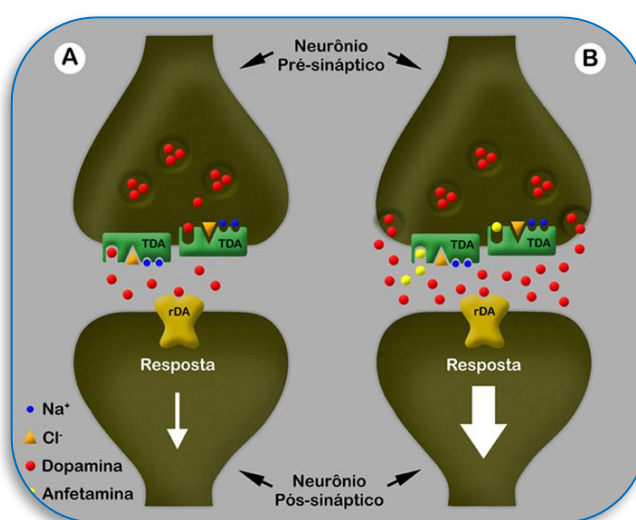 A
Neurônio
Pré-sináptico
B
TDA
TDA
TDA
TDA
rDA
rDA
Resposta
Resposta
Na⁺
Cl⁻
Dopamina
Anfetamina
Neurônio
Pós-sináptico